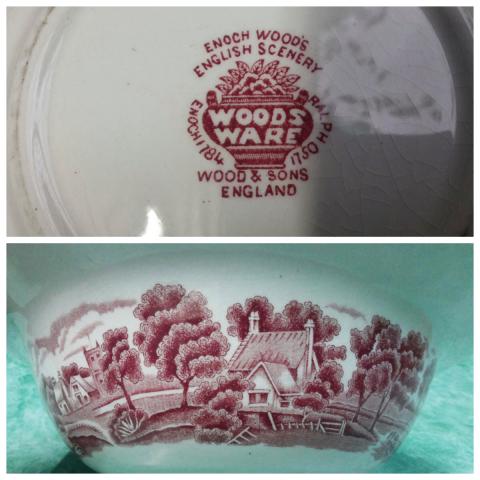 ENOCH WOOD'S
ENGLISH SCENERY
ENOCH 1784
RALPH 1750
WOODS
WARE
WOOD & SONS
ENGLAND